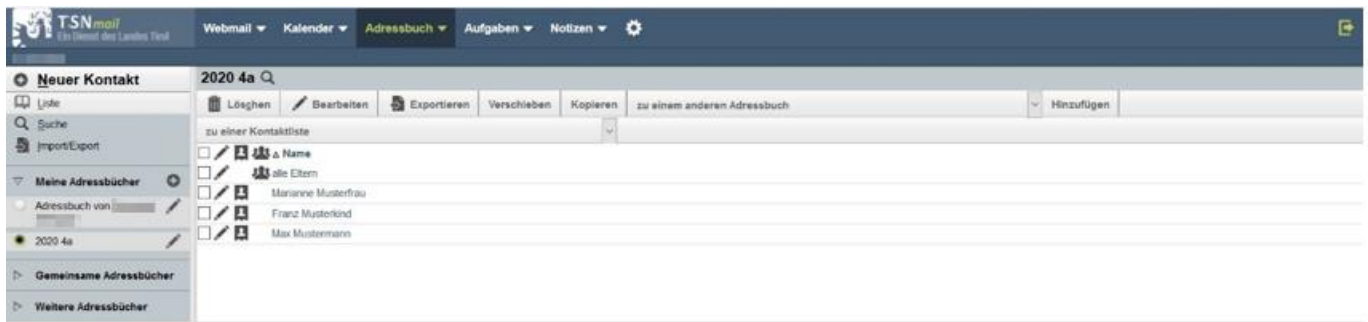 TSNmail
Ein Dienst des Landes Tirol
Webmail Kalender Adressbuch Aufgaben Notizen
Neuer Kontakt
Liste
Suche
Import/Export
Meine Adressbücher
Adressbuch von
2020 4a
Gemeinsame Adressbücher
Weitere Adressbücher
2020 4a
Löschen Bearbeiten Exportieren Verschieben Kopieren zu einem anderen Adressbuch Hinzufügen
zu einer Kontaktliste
Name
alle Eltern
Marianne Musterfrau
Franz Musterkind
Max Mustermann